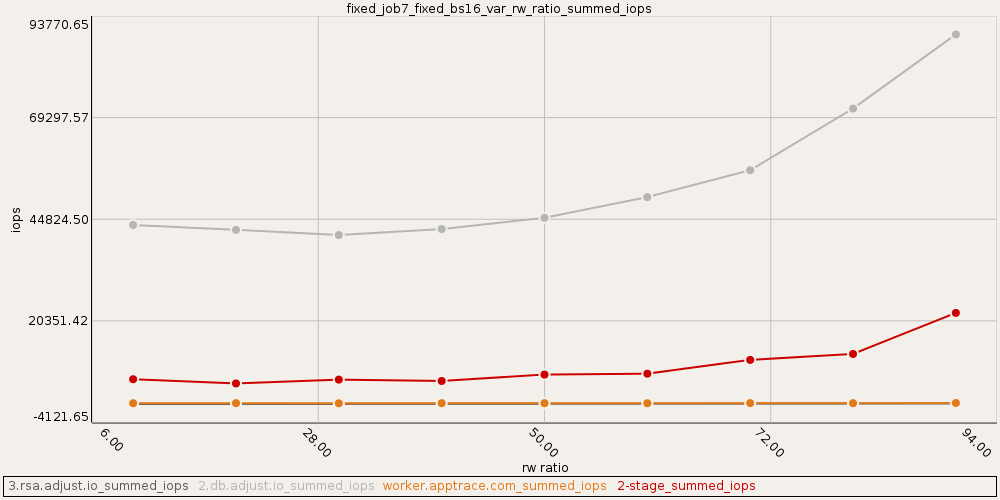 fixed_job7_fixed_bs16_var_rw_ratio_summed_iops
93770.65
69297.57
44824.50
20351.42
-4121.65
iops
6.00 28.00 50.00 72.00 94.00
rw ratio
3.rsa.adjust.io_summed_iops 2.db.adjust.io_summed_iops worker.apptrace.com_summed_iops 2-stage_summed_iops